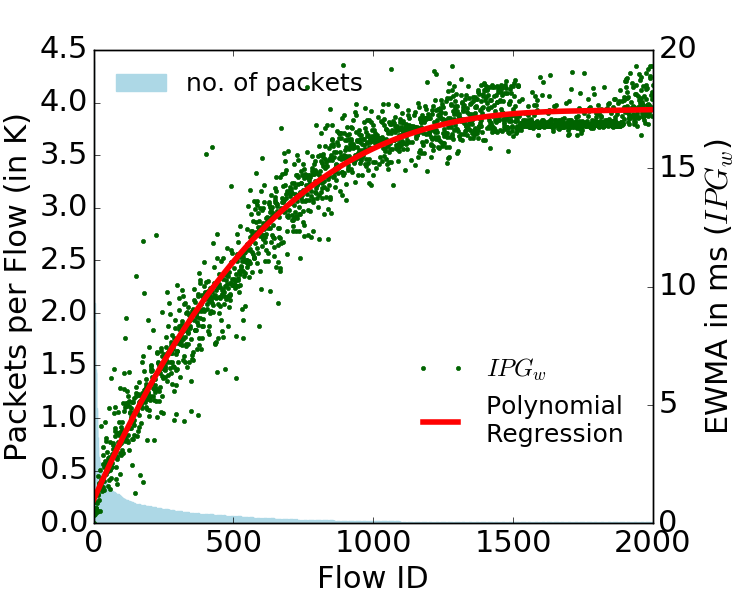 no. of packets
4.5
4.0
3.5
3.0
2.5
2.0
1.5
1.0
0.5
0.0
Packets per Flow (in K)
20
15
10
5
0
EWMA in ms (IPG_w)
IPG_w
Polynomial
Regression
0 500 1000 1500 2000
Flow ID